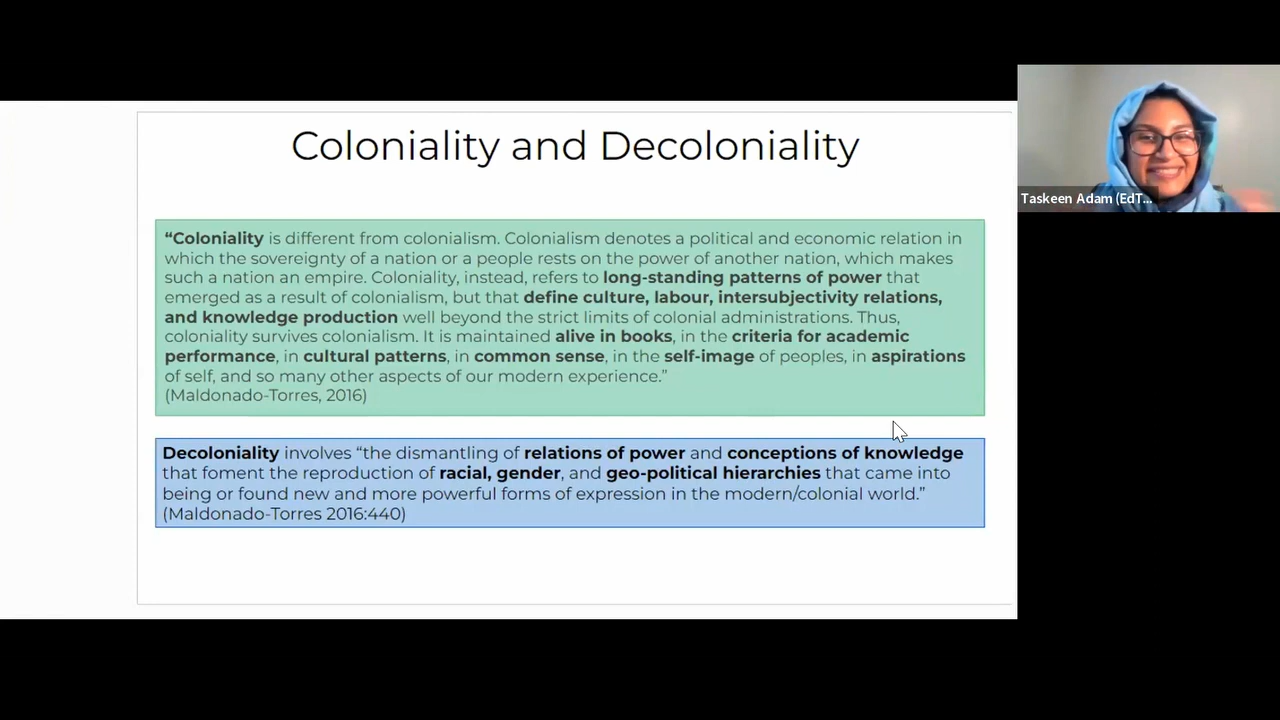 Coloniality and Decoloniality
“Coloniality is different from colonialism. Colonialism denotes a political and economic relation in
which the sovereignty of a nation or a people rests on the power of another nation, which makes
such a nation an empire. Coloniality, instead, refers to long-standing patterns of power that
emerged as a result of colonialism, but that define culture, labour, intersubjectivity relations,
and knowledge production well beyond the strict limits of colonial administrations. Thus,
coloniality survives colonialism. It is maintained alive in books, in the criteria for academic
performance, in cultural patterns, in common sense, in the self-image of peoples, in aspirations
of self, and so many other aspects of our modern experience.”
(Maldonado-Torres, 2016)
Decoloniality involves “the dismantling of relations of power and conceptions of knowledge
that foment the reproduction of racial, gender, and geo-political hierarchies that came into
being or found new and more powerful forms of expression in the modern/colonial world.”
(Maldonado-Torres 2016:440)
Taskeen Adam (EdT...